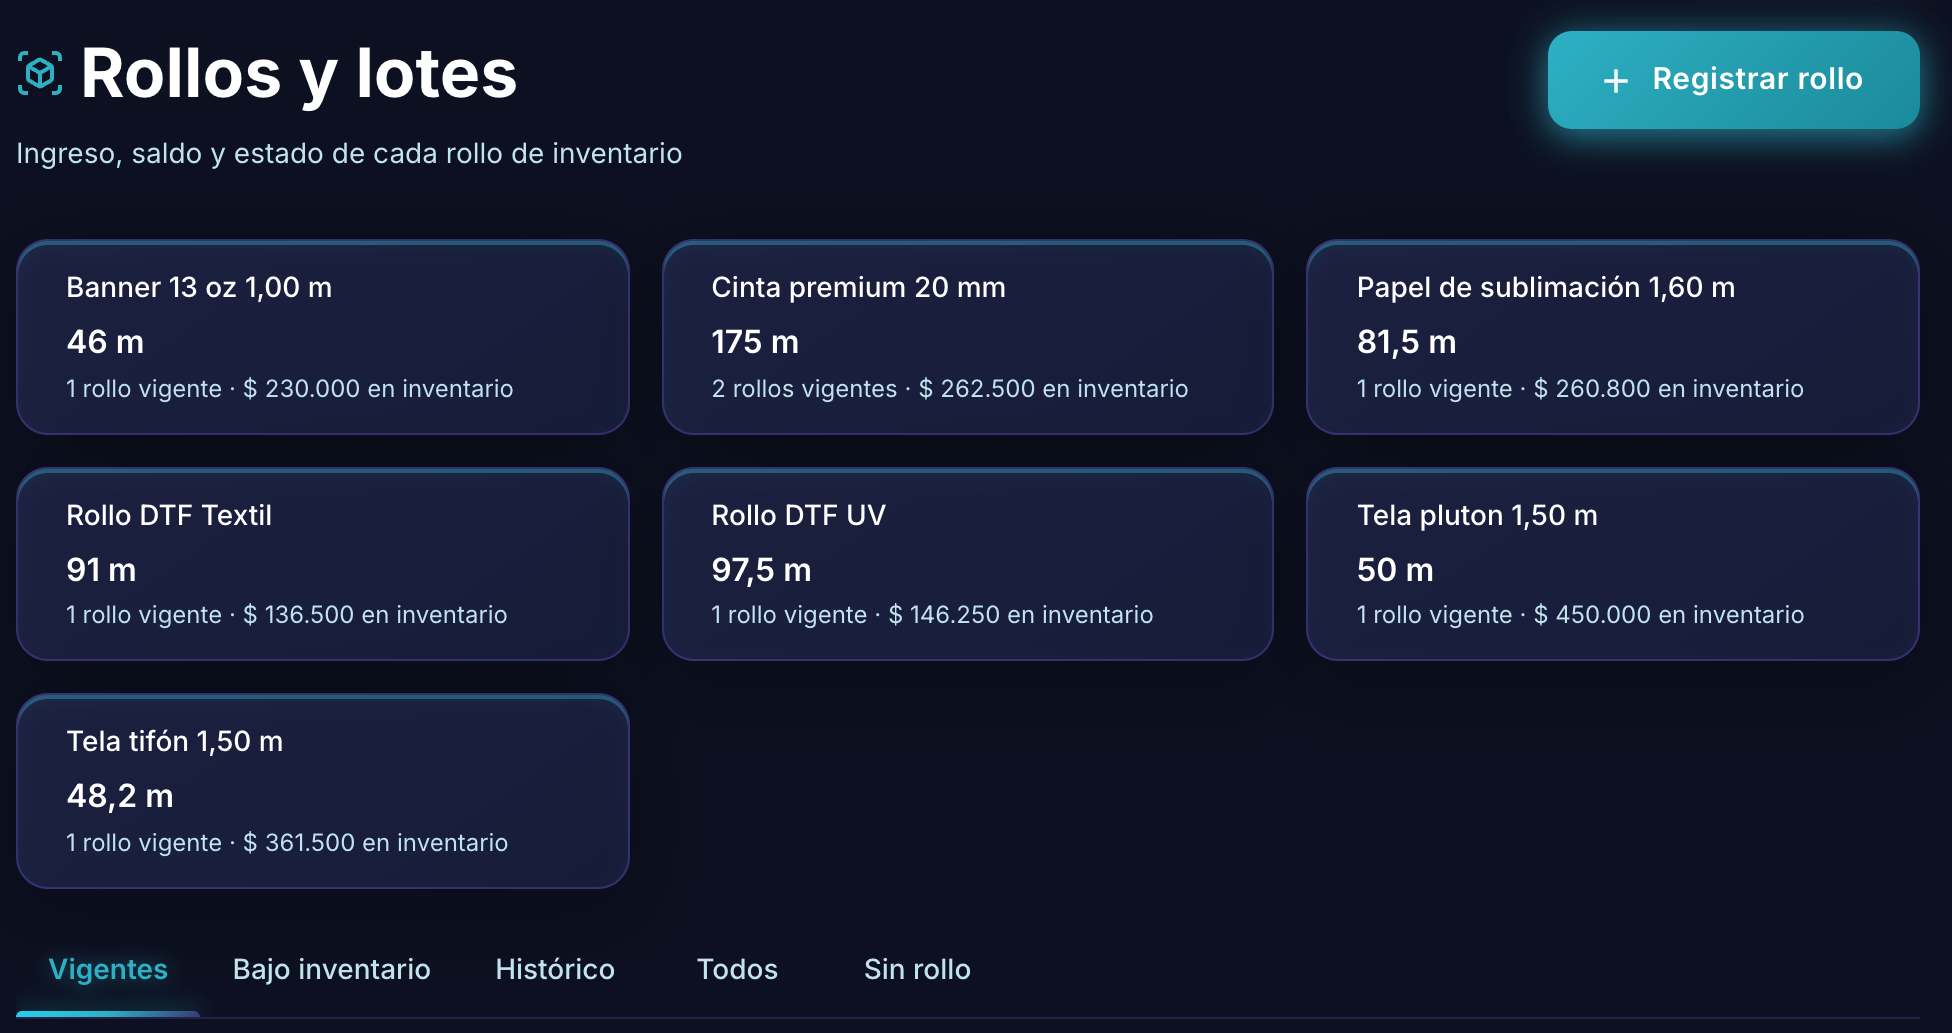 Rollos y lotes
+ Registrar rollo
Ingreso, saldo y estado de cada rollo de inventario
Banner 13 oz 1,00 m
46 m
1 rollo vigente · $ 230.000 en inventario
Cinta premium 20 mm
175 m
2 rollos vigentes · $ 262.500 en inventario
Papel de sublimación 1,60 m
81,5 m
1 rollo vigente · $ 260.800 en inventario
Rollo DTF Textil
91 m
1 rollo vigente · $ 136.500 en inventario
Rollo DTF UV
97,5 m
1 rollo vigente · $ 146.250 en inventario
Tela pluton 1,50 m
50 m
1 rollo vigente · $ 450.000 en inventario
Tela tifón 1,50 m
48,2 m
1 rollo vigente · $ 361.500 en inventario
Vigentes Bajo inventario Histórico Todos Sin rollo